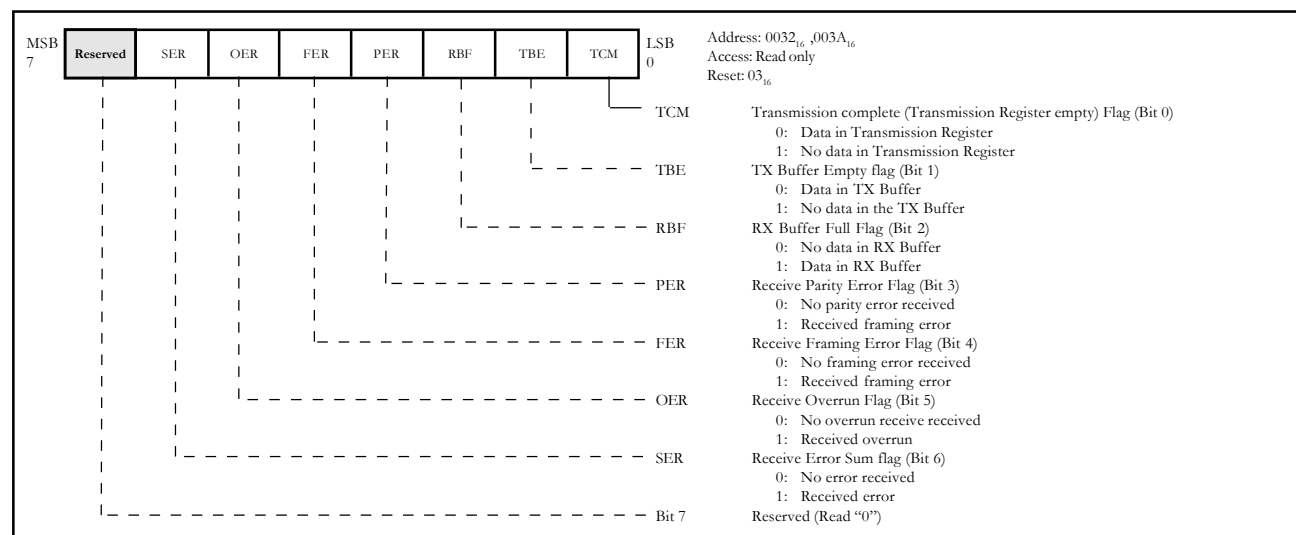 MSB Reserved SER OER FER PER RBF TBE TCM LSB
7 0
Address: 0032₁₆ ,003A₁₆
Access: Read only
Reset: 03₁₆
TCM Transmission complete (Transmission Register empty) Flag (Bit 0)
0: Data in Transmission Register
1: No data in Transmission Register
TBE TX Buffer Empty flag (Bit 1)
0: Data in TX Buffer
1: No data in the TX Buffer
RBF RX Buffer Full Flag (Bit 2)
0: No data in RX Buffer
1: Data in RX Buffer
PER Receive Parity Error Flag (Bit 3)
0: No parity error received
1: Received framing error
FER Receive Framing Error Flag (Bit 4)
0: No framing error received
1: Received framing error
OER Receive Overrun Flag (Bit 5)
0: No overrun receive received
1: Received overrun
SER Receive Error Sum flag (Bit 6)
0: No error received
1: Received error
Bit 7 Reserved (Read “0”)